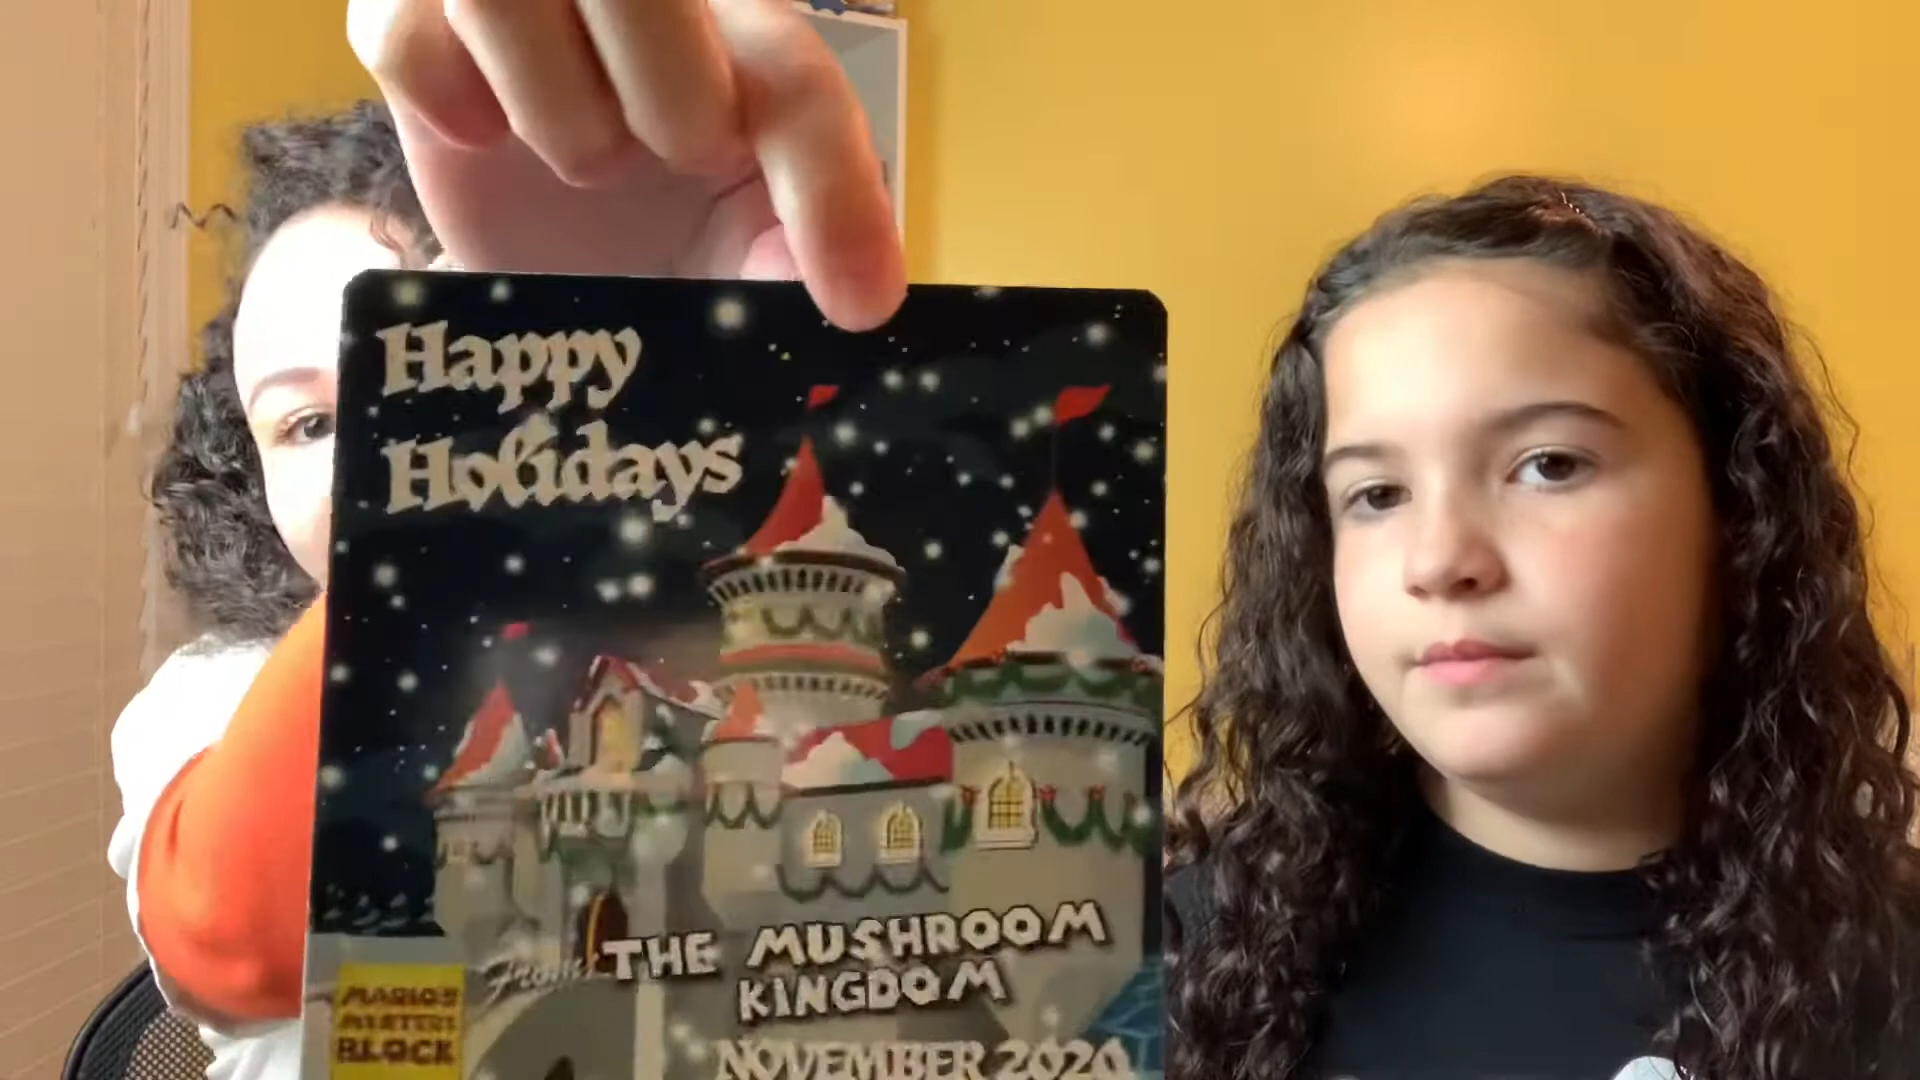 Happy
Holidays
From THE MUSHROOM
KINGDOM
NOVEMBER 2020
MARIO'S
MYSTERY
BLOCK